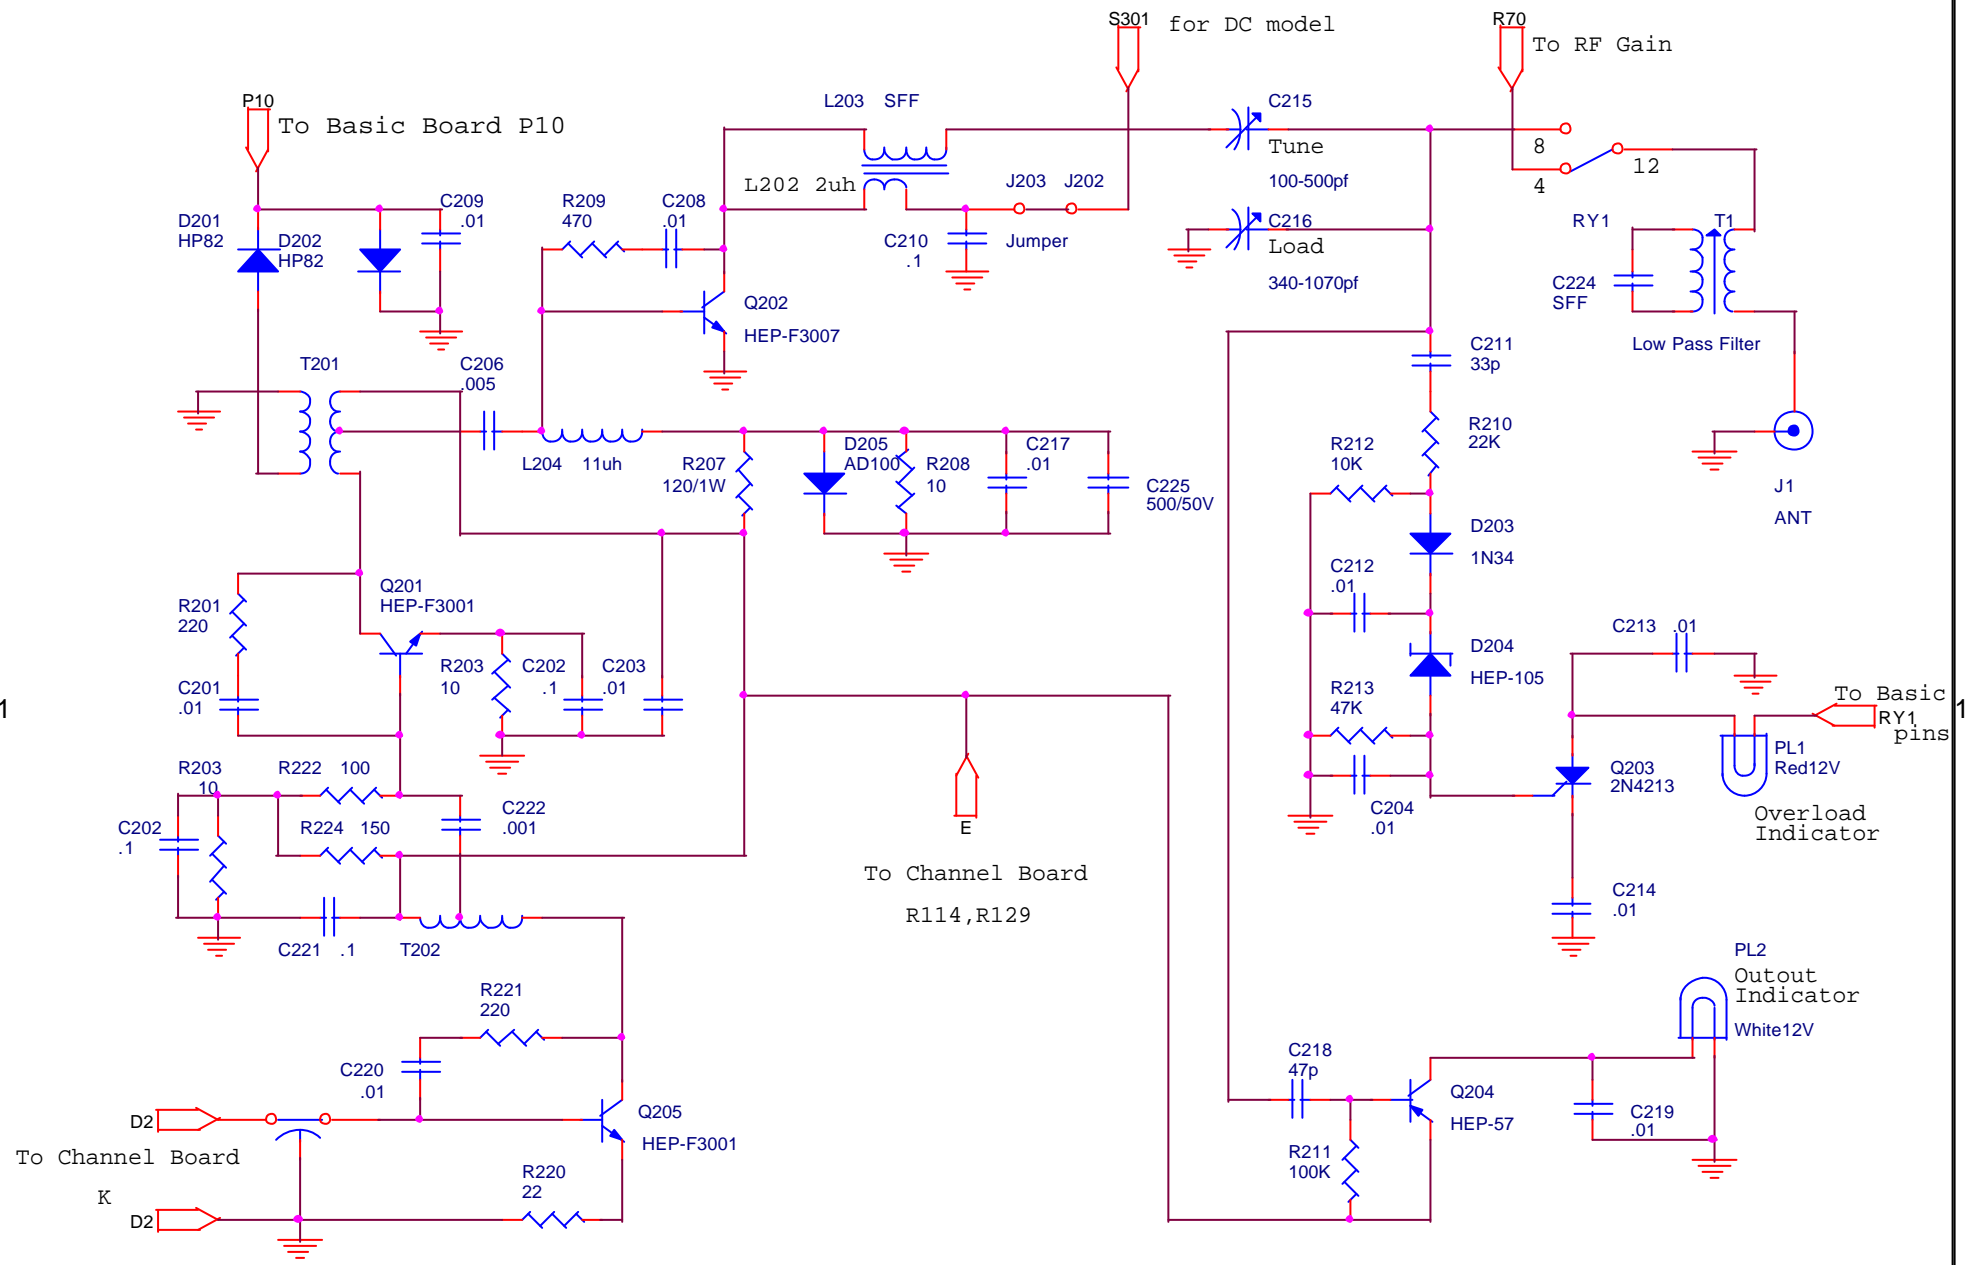 S301
for DC model
R70
To RF Gain
P10
To Basic Board P10
L203 SFF
C215
Tune
100-500pf
8
4
12
L202 2uh
J203 J202
Jumper
R209
470
C208
.01
C209
.01
D201
HP82
D202
HP82
C210
.1
C216
Load
340-1070pf
RY1
T1
C224
SFF
Low Pass Filter
Q202
HEP-F3007
T201
C206
.005
C211
33p
L204 11uh
R207
120/1W
D205
AD100
R208
10
C217
.01
C225
500/50V
R212
10K
R210
22K
J1
ANT
D203
1N34
Q201
HEP-F3001
R201
220
C212
.01
C213 .01
R203
10
C202
.1
C203
.01
D204
HEP-105
C201
.01
R213
47K
To Basic
RY1
pins
1
1
PL1
Red12V
R203
10
R222 100
Q203
2N4213
C222
.001
C202
.1
R224 150
E
C204
.01
Overload
Indicator
To Channel Board
R114,R129
C214
.01
C221 .1
T202
PL2
Outout
Indicator
White12V
R221
220
C220
.01
C218
47p
Q204
HEP-57
D2
Q205
HEP-F3001
C219
.01
To Channel Board
K
D2
R220
22
R211
100K